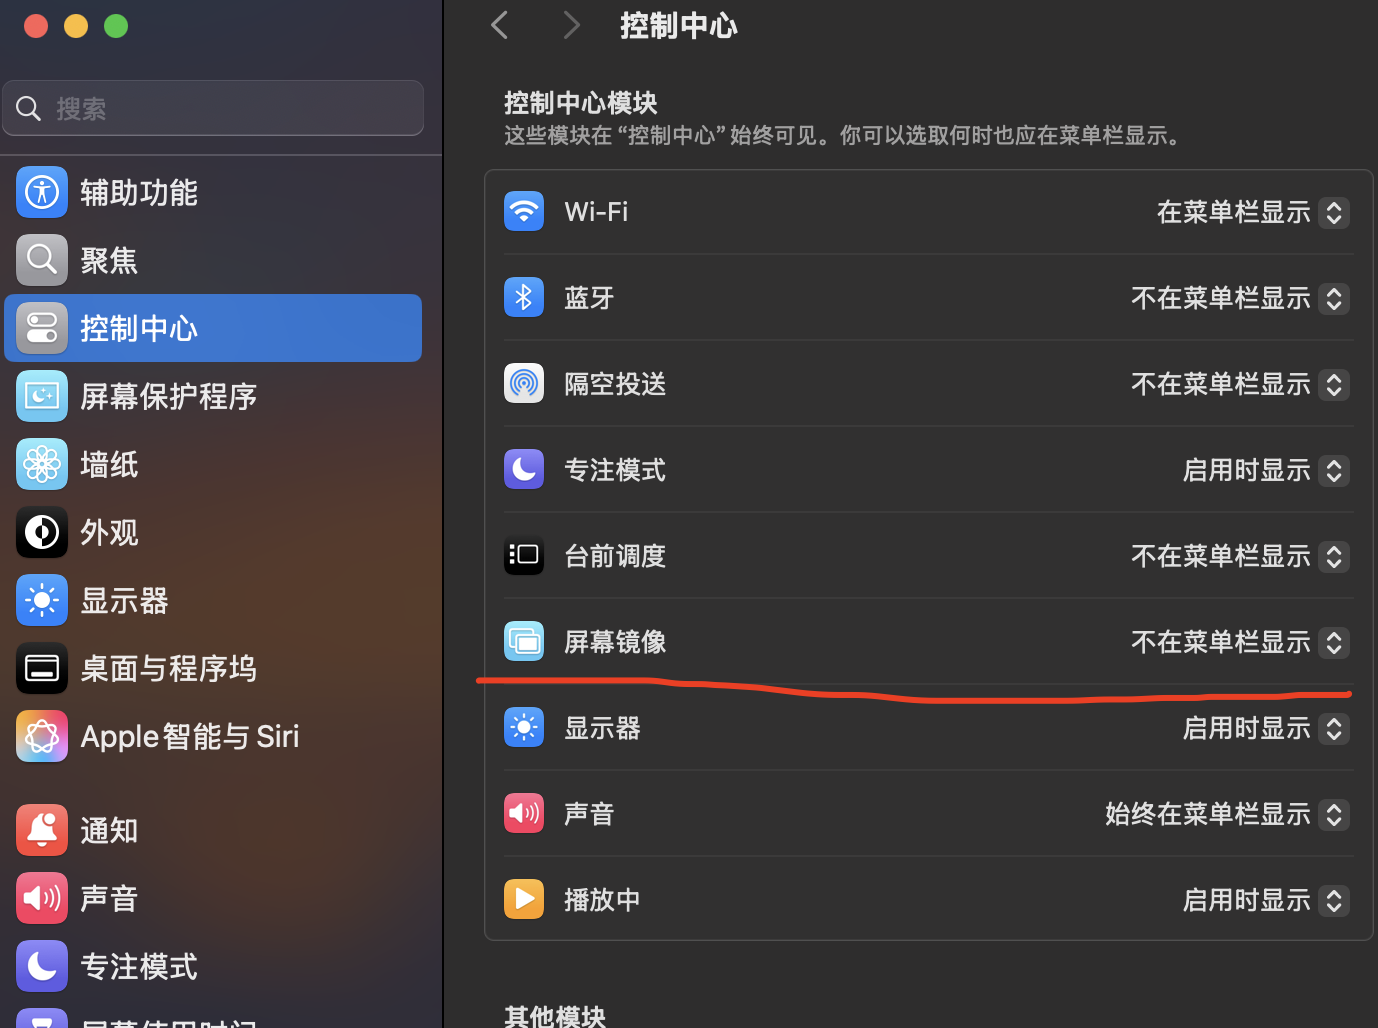 控制中心
搜索
辅助功能
聚焦
控制中心
屏幕保护程序
墙纸
外观
显示器
桌面与程序坞
Apple智能与 Siri
通知
声音
专注模式
屏幕使用时间
控制中心模块
这些模块在“控制中心”始终可见。你可以选取何时也应在菜单栏显示。
Wi-Fi 在菜单栏显示
蓝牙 不在菜单栏显示
隔空投送 不在菜单栏显示
专注模式 启用时显示
台前调度 不在菜单栏显示
屏幕镜像 不在菜单栏显示
显示器 启用时显示
声音 始终在菜单栏显示
播放中 启用时显示
其他模块